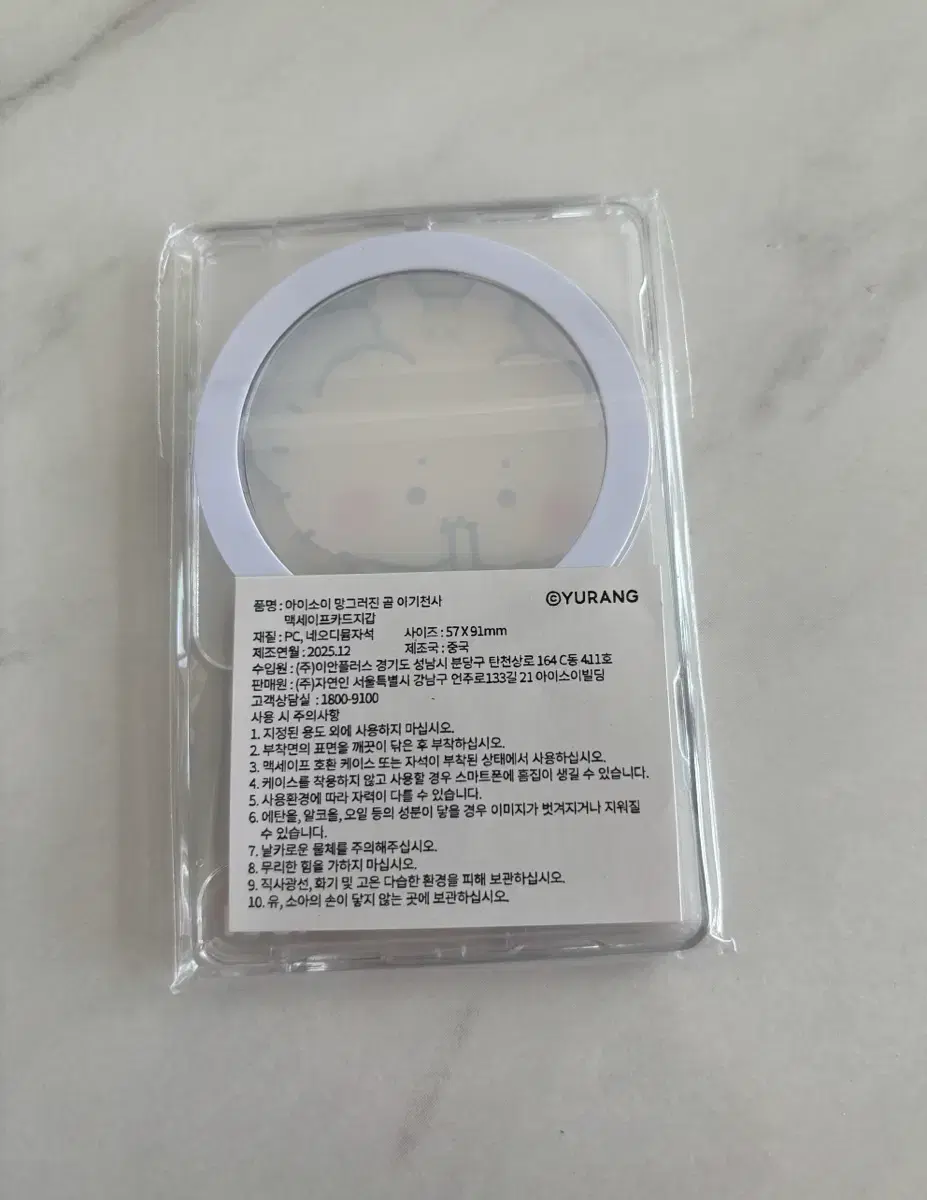 품명 : 아이소이 망그러진 곰 이기천사
맥세이프카드지갑
©YURANG
재질 : PC, 네오디뮴자석 사이즈 : 57 X 91mm
제조연월 : 2025.12 제조국 : 중국
수입원 : (주)이안플러스 경기도 성남시 분당구 탄천상로 164 C동 411호
판매원 : (주)자연인 서울특별시 강남구 언주로133길 21 아이스이빌딩
고객상담실 : 1800-9100
사용 시 주의사항
1. 지정된 용도 외에 사용하지 마십시오.
2. 부착면의 표면을 깨끗이 닦은 후 부착하십시오.
3. 맥세이프 호환 케이스 또는 자석이 부착된 상태에서 사용하십시오.
4. 케이스를 착용하지 않고 사용할 경우 스마트폰에 흠집이 생길 수 있습니다.
5. 사용환경에 따라 자력이 다를 수 있습니다.
6. 에탄올, 알코올, 오일 등의 성분이 닿을 경우 이미지가 벗겨지거나 지워질
수 있습니다.
7. 날카로운 물체를 주의해주십시오.
8. 무리한 힘을 가하지 마십시오.
9. 직사광선, 화기 및 고온 다습한 환경을 피해 보관하십시오.
10. 유, 소아의 손이 닿지 않는 곳에 보관하십시오.